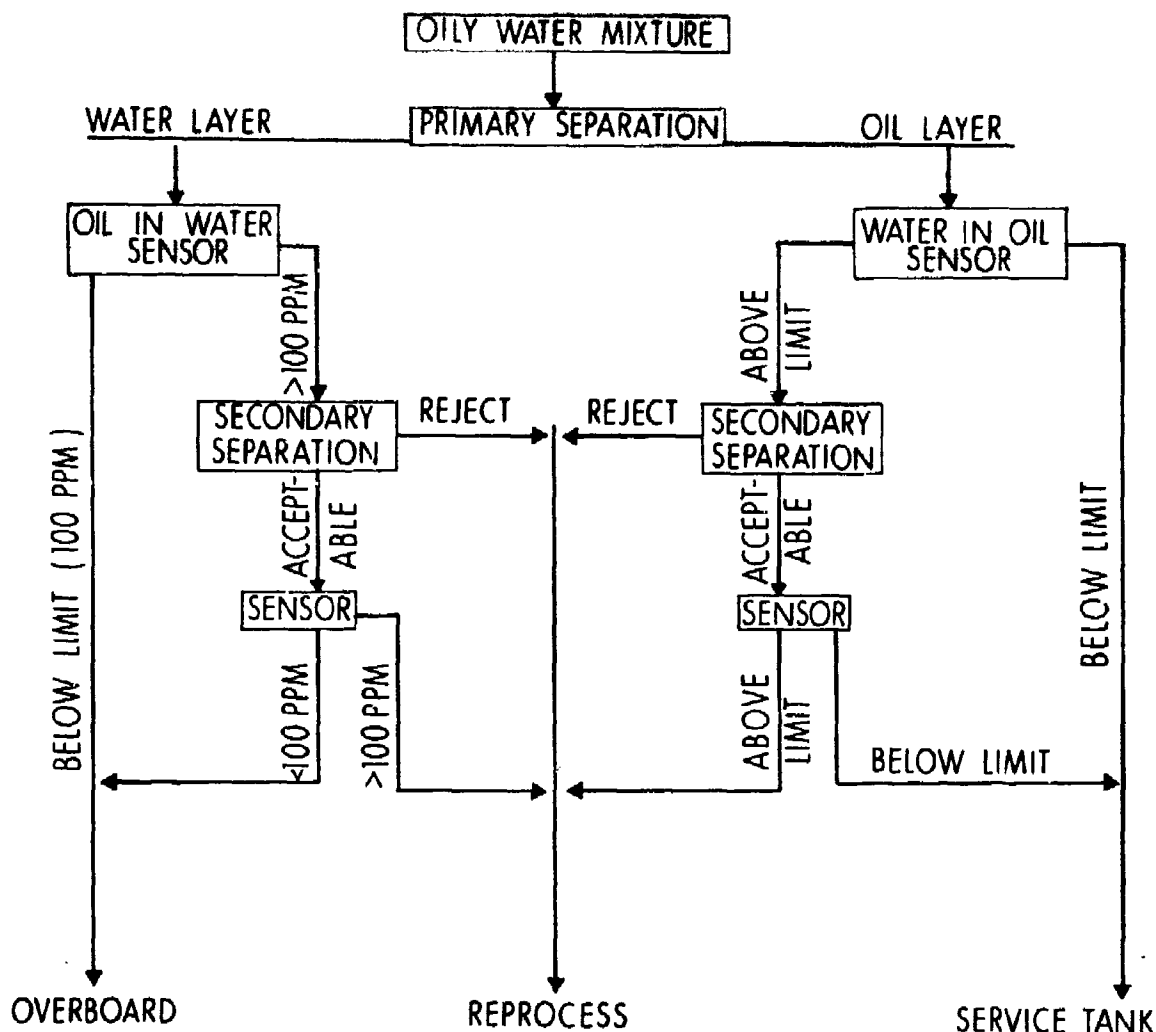 OILY WATER MIXTURE
WATER LAYER
PRIMARY SEPARATION
OIL LAYER
OIL IN WATER
SENSOR
WATER IN OIL
SENSOR
>100 PPM
ABOVE
LIMIT
SECONDARY
SEPARATION
REJECT
REJECT
SECONDARY
SEPARATION
BELOW LIMIT (100 PPM)
ACCEPT-
ABLE
ACCEPT-
ABLE
BELOW LIMIT
SENSOR
SENSOR
<100 PPM
>100 PPM
ABOVE
LIMIT
BELOW LIMIT
OVERBOARD
REPROCESS
SERVICE TANK